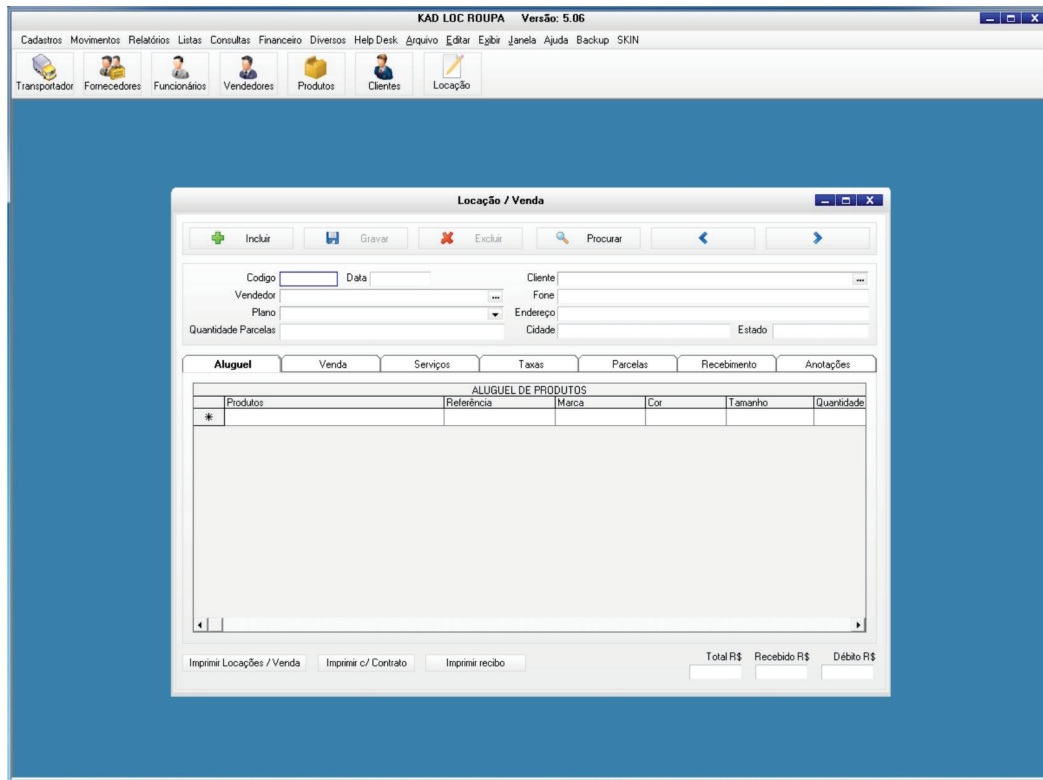 KAD LOC ROUPA Versão: 5.06
Cadastros Movimentos Relatórios Listas Consultas Financeiro Diversos Help Desk Arquivo Editar Exibir Janela Ajuda Backup SKIN
Transportador Fornecedores Funcionários Vendedores Produtos Clientes Locação
Locação / Venda
Incluir Gravar Excluir Procurar
Codigo Data Cliente
Vendedor Fone
Plano Endereço
Quantidade Parcelas Cidade Estado
Aluguel Venda Serviços Taxas Parcelas Recebimento Anotações
ALUGUEL DE PRODUTOS
Produtos Referência Marca Cor Tamanho Quantidade
Total R$ Recebido R$ Débito R$
Imprimir Locações / Venda Imprimir c/ Contrato Imprimir recibo